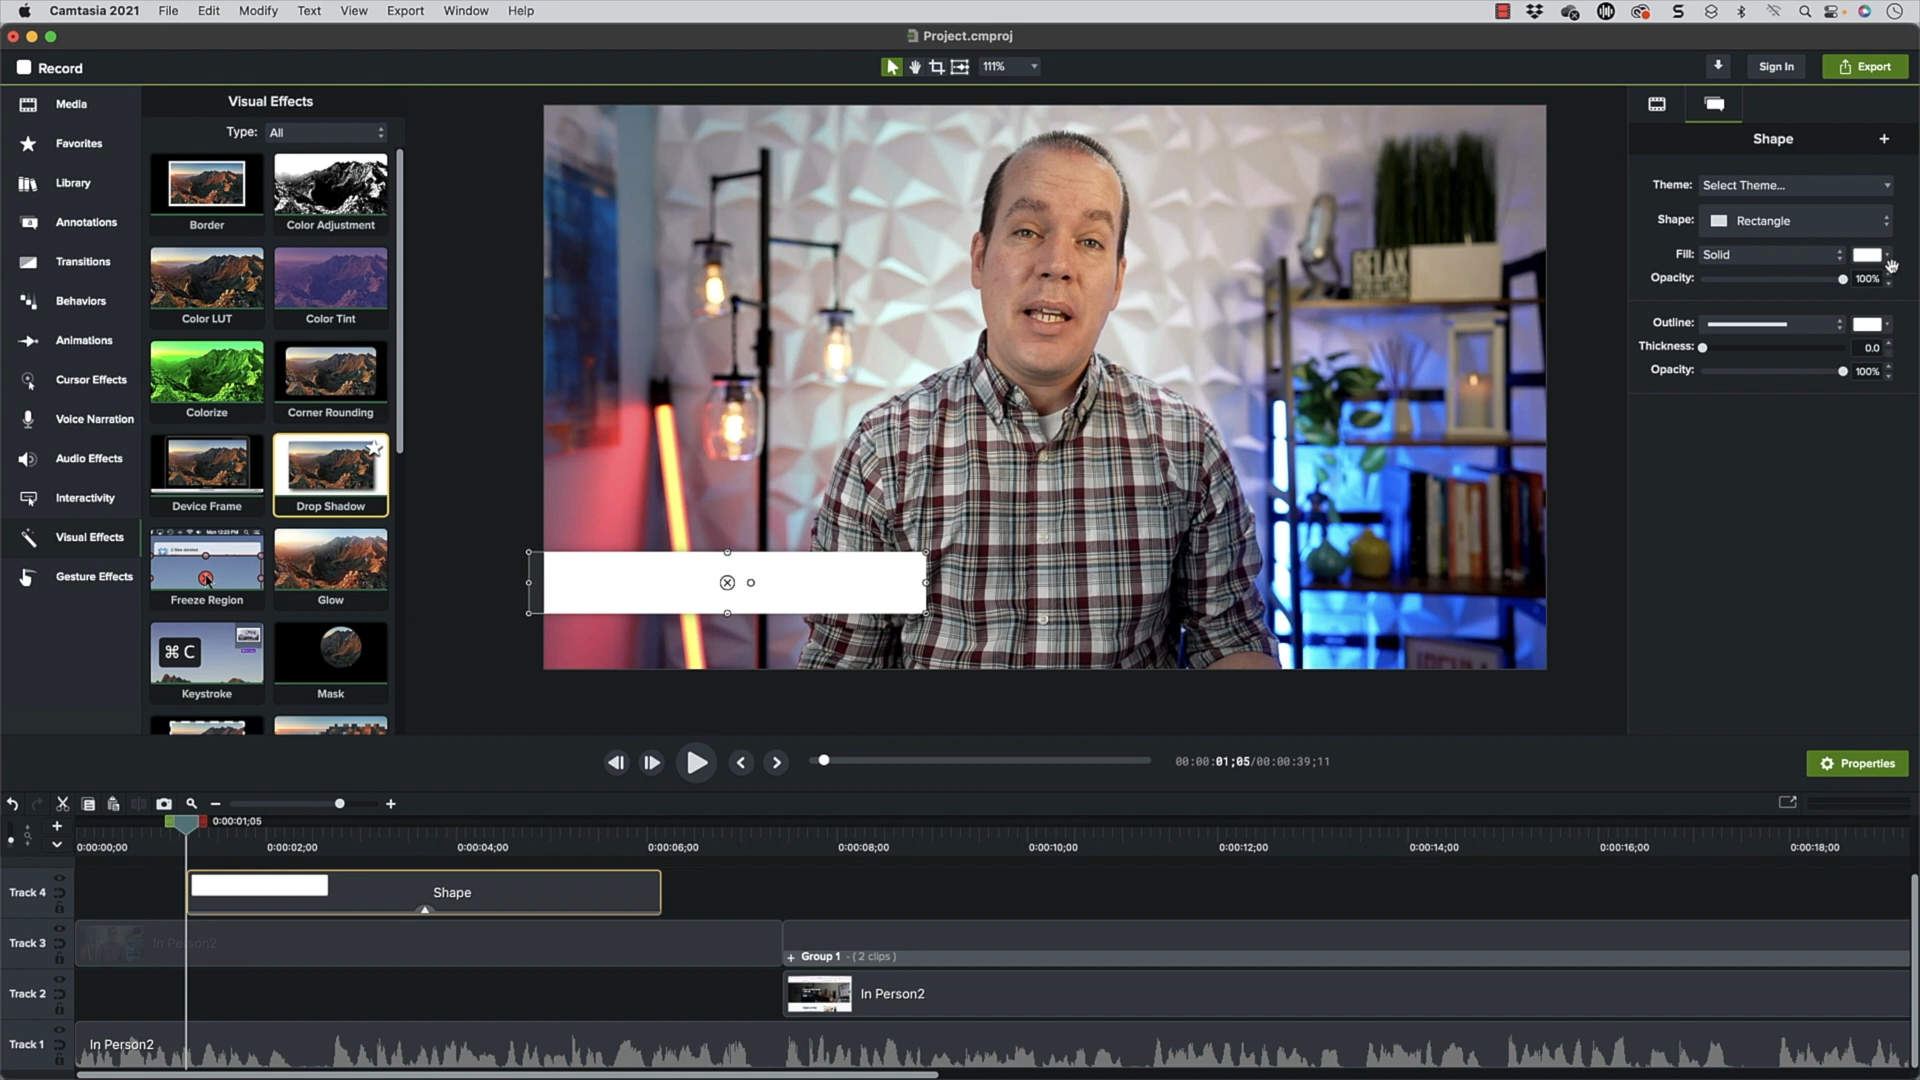 Camtasia 2021 File Edit Modify Text View Export Window Help
Project.cmproj
Record
111%
Sign In
Export
Media
Favorites
Library
Annotations
Transitions
Behaviors
Animations
Cursor Effects
Voice Narration
Audio Effects
Interactivity
Visual Effects
Gesture Effects
Visual Effects
Type: All
Border
Color Adjustment
Color LUT
Color Tint
Colorize
Corner Rounding
Device Frame
Drop Shadow
Freeze Region
Glow
⌘ C
Keystroke
Mask
RELAX
Shape
Theme: Select Theme...
Shape: Rectangle
Fill: Solid
Opacity: 100%
Outline:
Thickness: 0.0
Opacity: 100%
00:00:01;05/00:00:39;11
Properties
0:00:01;05
0:00:00;00 0:00:02;00 0:00:04;00 0:00:06;00 0:00:08;00 0:00:10;00 0:00:12;00 0:00:14;00 0:00:16;00 0:00:18;00
Track 4 Shape
Track 3 In Person2
+ Group 1 - ( 2 clips )
Track 2 In Person2
Track 1 In Person2